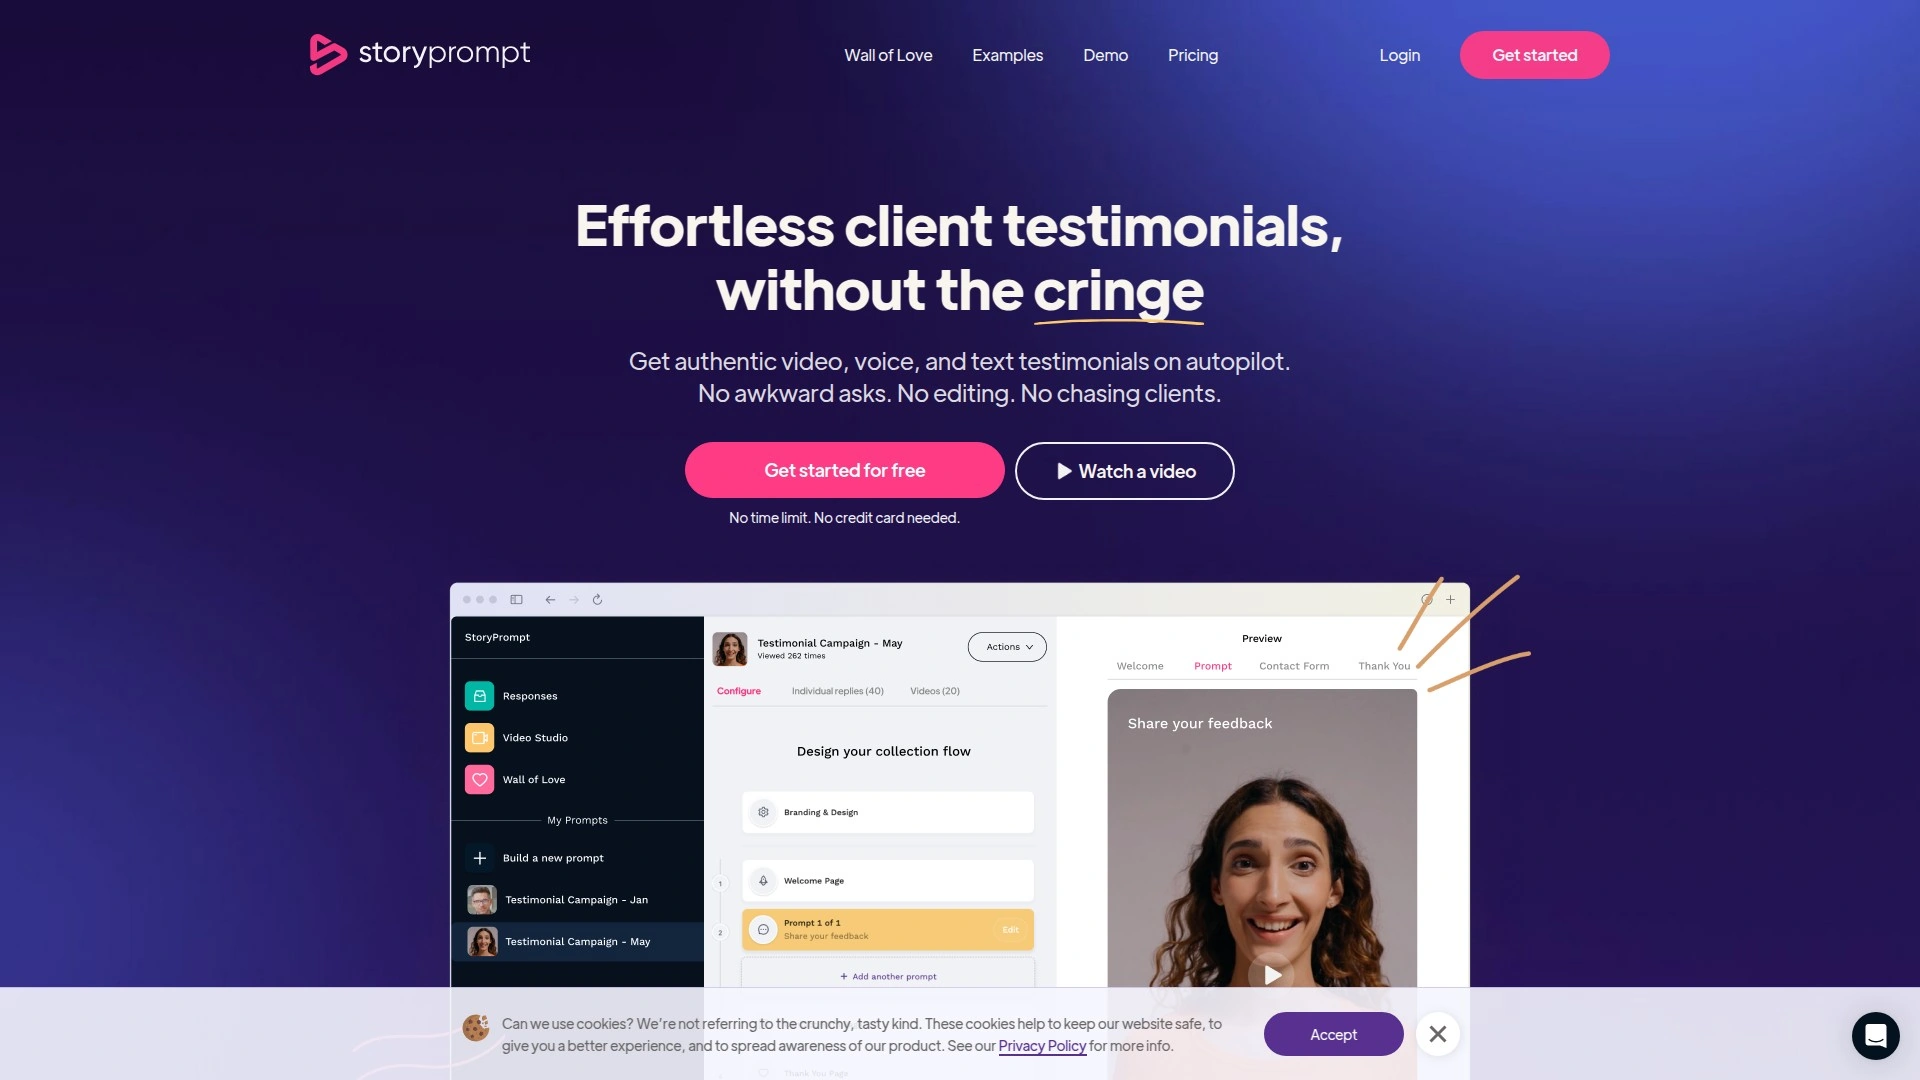 storyprompt
Wall of Love
Examples
Demo
Pricing
Login
Get started
Effortless client testimonials,
without the cringe
Get authentic video, voice, and text testimonials on autopilot.
No awkward asks. No editing. No chasing clients.
Get started for free
Watch a video
No time limit. No credit card needed.
StoryPrompt
Responses
Video Studio
Wall of Love
My Prompts
Build a new prompt
Testimonial Campaign - Jan
Testimonial Campaign - May
Testimonial Campaign - May
Viewed 262 times
Actions
Configure
Individual replies (40)
Videos (20)
Design your collection flow
Branding & Design
1
Welcome Page
2
Prompt 1 of 1
Share your feedback
Edit
+ Add another prompt
Thank You Page
Preview
Welcome
Prompt
Contact Form
Thank You
Share your feedback
Can we use cookies? We're not referring to the crunchy, tasty kind. These cookies help to keep our website safe, to
give you a better experience, and to spread awareness of our product. See our Privacy Policy for more info.
Accept